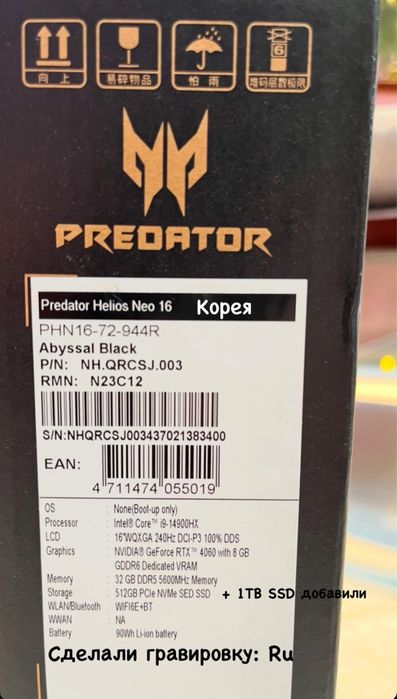 向 上
易碎物品
怕 雨
6
堆码层数极限
PREDATOR
Predator Helios Neo 16 Корея
PHN16-72-944R
Abyssal Black
P/N: NH.QRCSJ.003
RMN: N23C12
S/N:NHQRCSJ003437021383400
EAN:
4 711474 055019
OS : None(Boot-up only)
Processor : Intel® Core™ i9-14900HX
LCD : 16"WQXGA 240Hz DCI-P3 100% DDS
Graphics : NVIDIA® GeForce RTX™ 4060 with 8 GB
GDDR6 Dedicated VRAM
Memory : 32 GB DDR5 5600MHz Memory
Storage : 512GB PCIe NVMe SED SSD + 1TB SSD добавили
WLAN/Bluetooth : WIFI6E+BT
WWAN : NA
Battery : 90Wh Li-ion battery
Сделали гравировку: Ru